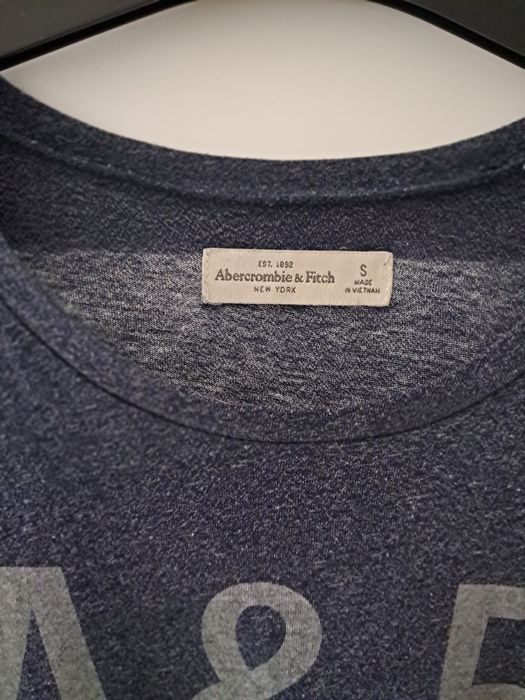 EST. 1892
Abercrombie & Fitch
NEW YORK
S
MADE
IN VIETNAM
A & F